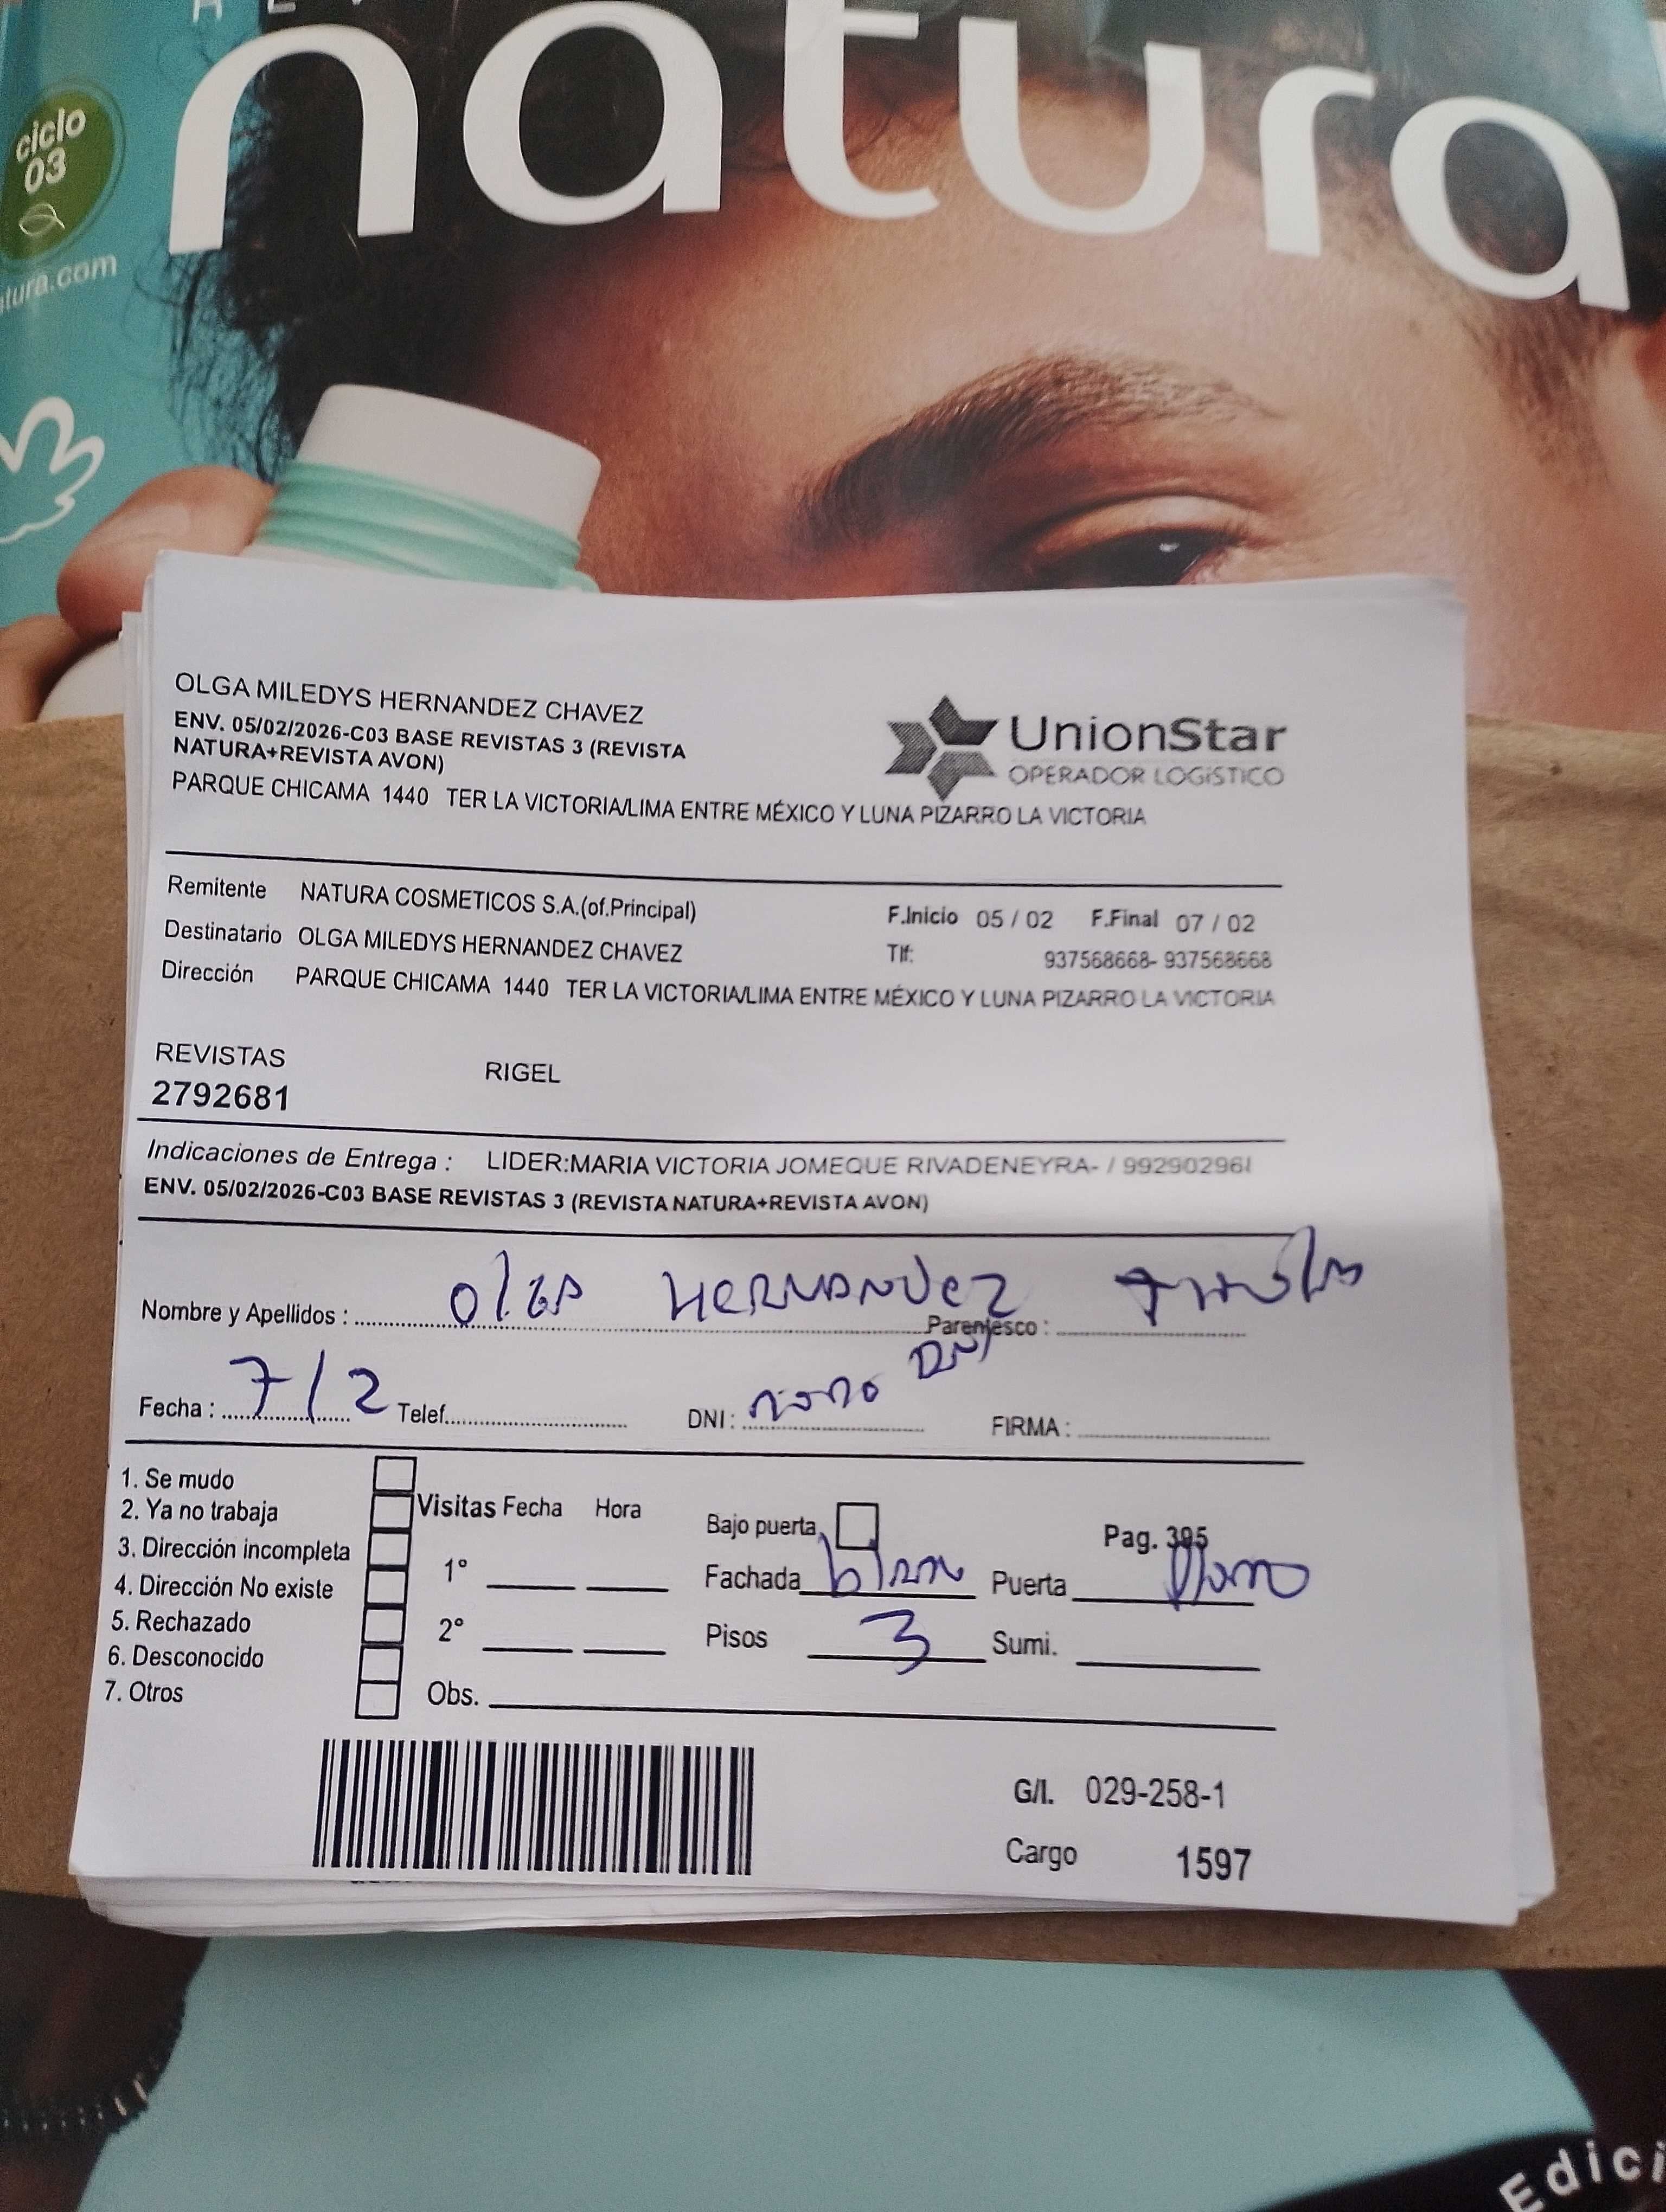 natura
ciclo
03
tura.com
OLGA MILEDYS HERNANDEZ CHAVEZ
ENV. 05/02/2026-C03 BASE REVISTAS 3 (REVISTA
NATURA+REVISTA AVON)
PARQUE CHICAMA 1440 TER LA VICTORIA/LIMA ENTRE MÉXICO Y LUNA PIZARRO LA VICTORIA
UnionStar
OPERADOR LOGÍSTICO
Remitente NATURA COSMETICOS S.A.(of.Principal)
F.Inicio 05 / 02 F.Final 07 / 02
Destinatario OLGA MILEDYS HERNANDEZ CHAVEZ
Tlf: 937568668- 937568668
Dirección PARQUE CHICAMA 1440 TER LA VICTORIA/LIMA ENTRE MÉXICO Y LUNA PIZARRO LA VICTORIA
REVISTAS RIGEL
2792681
Indicaciones de Entrega : LIDER:MARIA VICTORIA JOMEQUE RIVADENEYRA- /
ENV. 05/02/2026-C03 BASE REVISTAS 3 (REVISTA NATURA+REVISTA AVON)
Nombre y Apellidos : OlGA HERNANDEZ Parentesco :
Fecha : 7/2 Telef. DNI : DNI FIRMA :
1. Se mudo
2. Ya no trabaja
3. Dirección incompleta
4. Dirección No existe
5. Rechazado
6. Desconocido
7. Otros
Visitas Fecha Hora
1°
2°
Obs.
Bajo puerta Pag. 395
Fachada Puerta
Pisos 3 Sumi.
G/I. 029-258-1
Cargo 1597
Edici